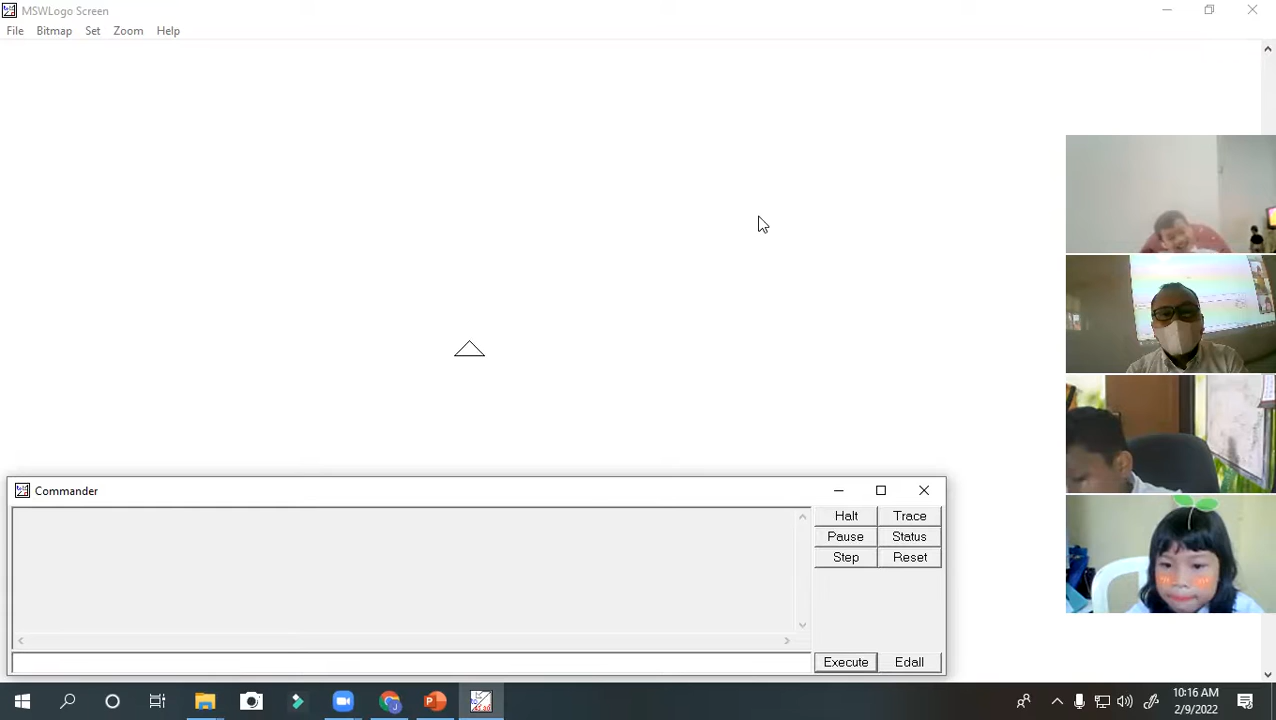 MSWLogo Screen
File Bitmap Set Zoom Help
Commander
Halt Trace
Pause Status
Step Reset
Execute Edall
10:16 AM
2/9/2022